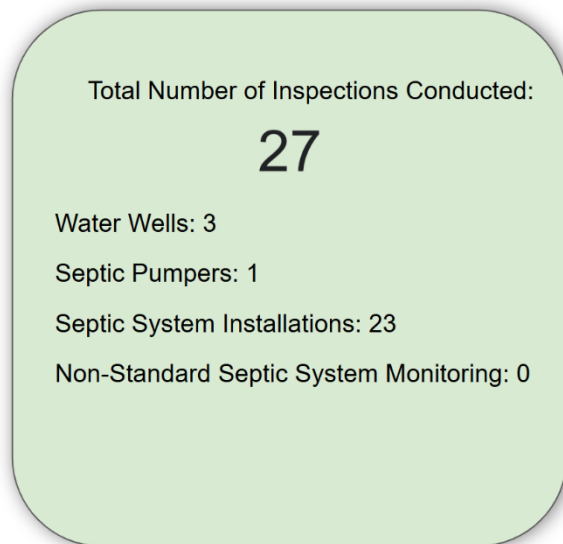 Total Number of Inspections Conducted:
27
Water Wells: 3
Septic Pumpers: 1
Septic System Installations: 23
Non-Standard Septic System Monitoring: 0